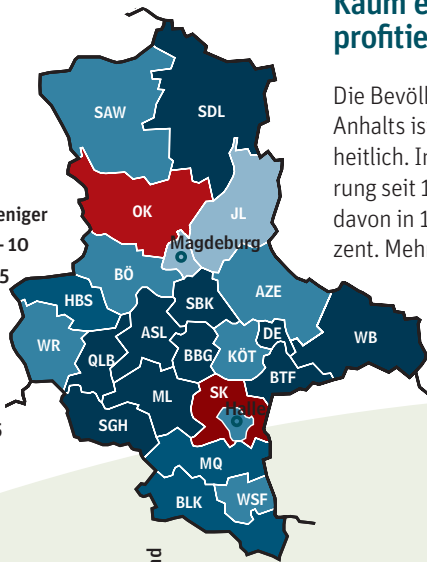 Kaum e
profitie
Die Bevöll
Anhalts is
heitlich. I
rung seit 1
davon in 1
zent. Meh
eniger
- 10
5
SAW
SDL
OK
JL
Magdeburg
BÖ
HBS
SBK
AZE
WR
QLB
ASL
BBG
KÖT
DE
WB
BTF
ML
SK
Halle
SGH
MQ
BLK
WSF